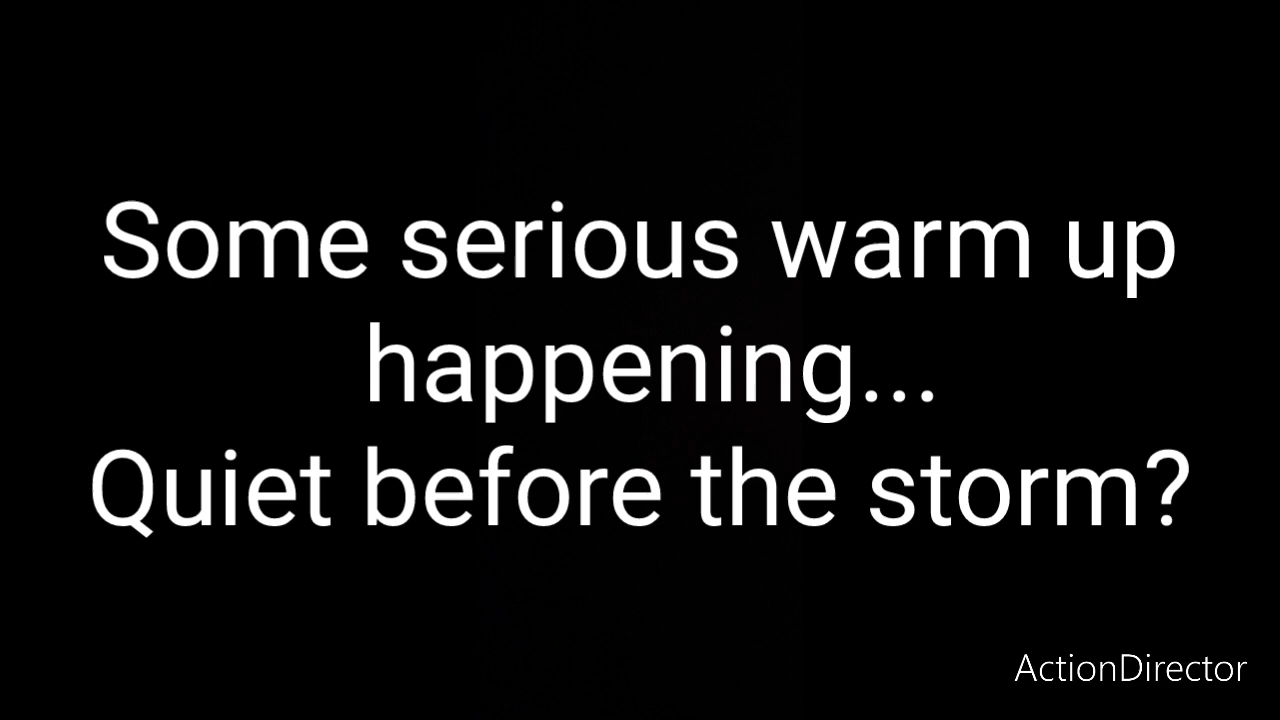 Some serious warm up
happening...
Quiet before the storm?
ActionDirector